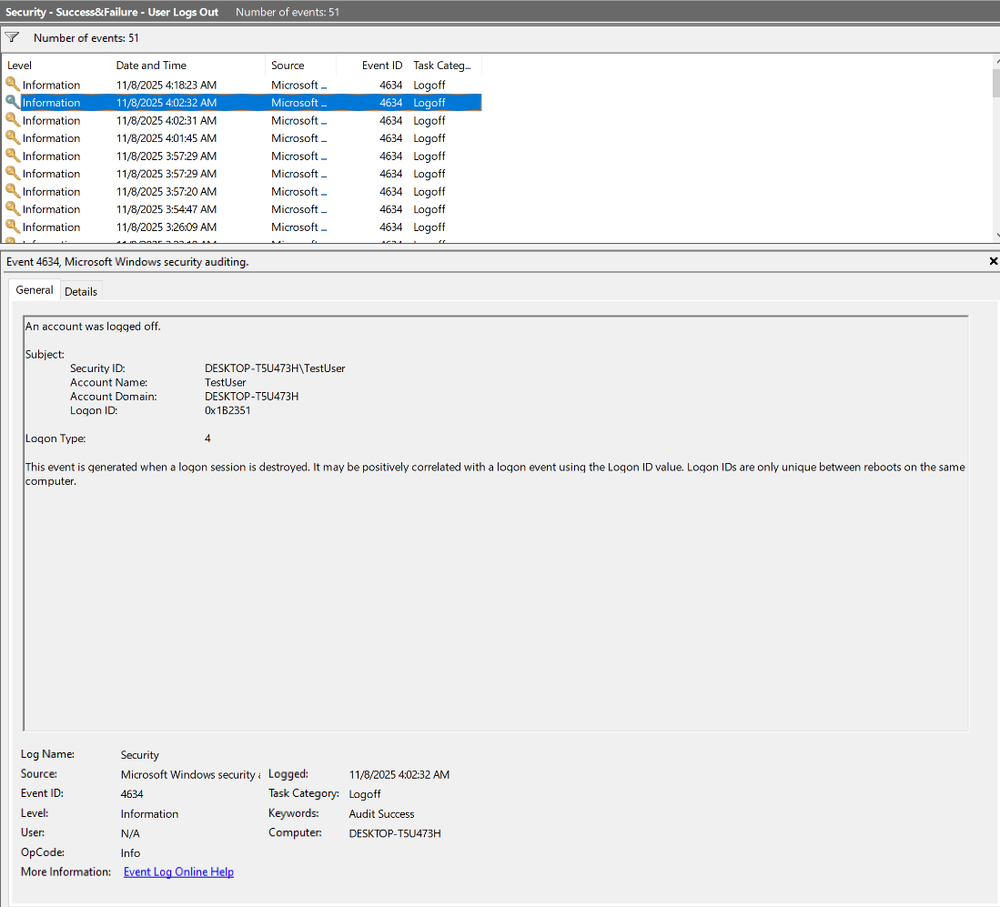 Security - Success&Failure - User Logs Out Number of events: 51
Number of events: 51
Level Date and Time Source Event ID Task Categ...
Information 11/8/2025 4:18:23 AM Microsoft ... 4634 Logoff
Information 11/8/2025 4:02:32 AM Microsoft ... 4634 Logoff
Information 11/8/2025 4:02:31 AM Microsoft ... 4634 Logoff
Information 11/8/2025 4:01:45 AM Microsoft ... 4634 Logoff
Information 11/8/2025 3:57:29 AM Microsoft ... 4634 Logoff
Information 11/8/2025 3:57:29 AM Microsoft ... 4634 Logoff
Information 11/8/2025 3:57:20 AM Microsoft ... 4634 Logoff
Information 11/8/2025 3:54:47 AM Microsoft ... 4634 Logoff
Information 11/8/2025 3:26:09 AM Microsoft ... 4634 Logoff
Event 4634, Microsoft Windows security auditing.
General Details
An account was logged off.
Subject:
Security ID: DESKTOP-T5U473H\TestUser
Account Name: TestUser
Account Domain: DESKTOP-T5U473H
Logon ID: 0x1B2351
Logon Type: 4
This event is generated when a logon session is destroyed. It may be positively correlated with a logon event using the Logon ID value. Logon IDs are only unique between reboots on the same
computer.
Log Name: Security
Source: Microsoft Windows security Logged: 11/8/2025 4:02:32 AM
Event ID: 4634 Task Category: Logoff
Level: Information Keywords: Audit Success
User: N/A Computer: DESKTOP-T5U473H
OpCode: Info
More Information: Event Log Online Help